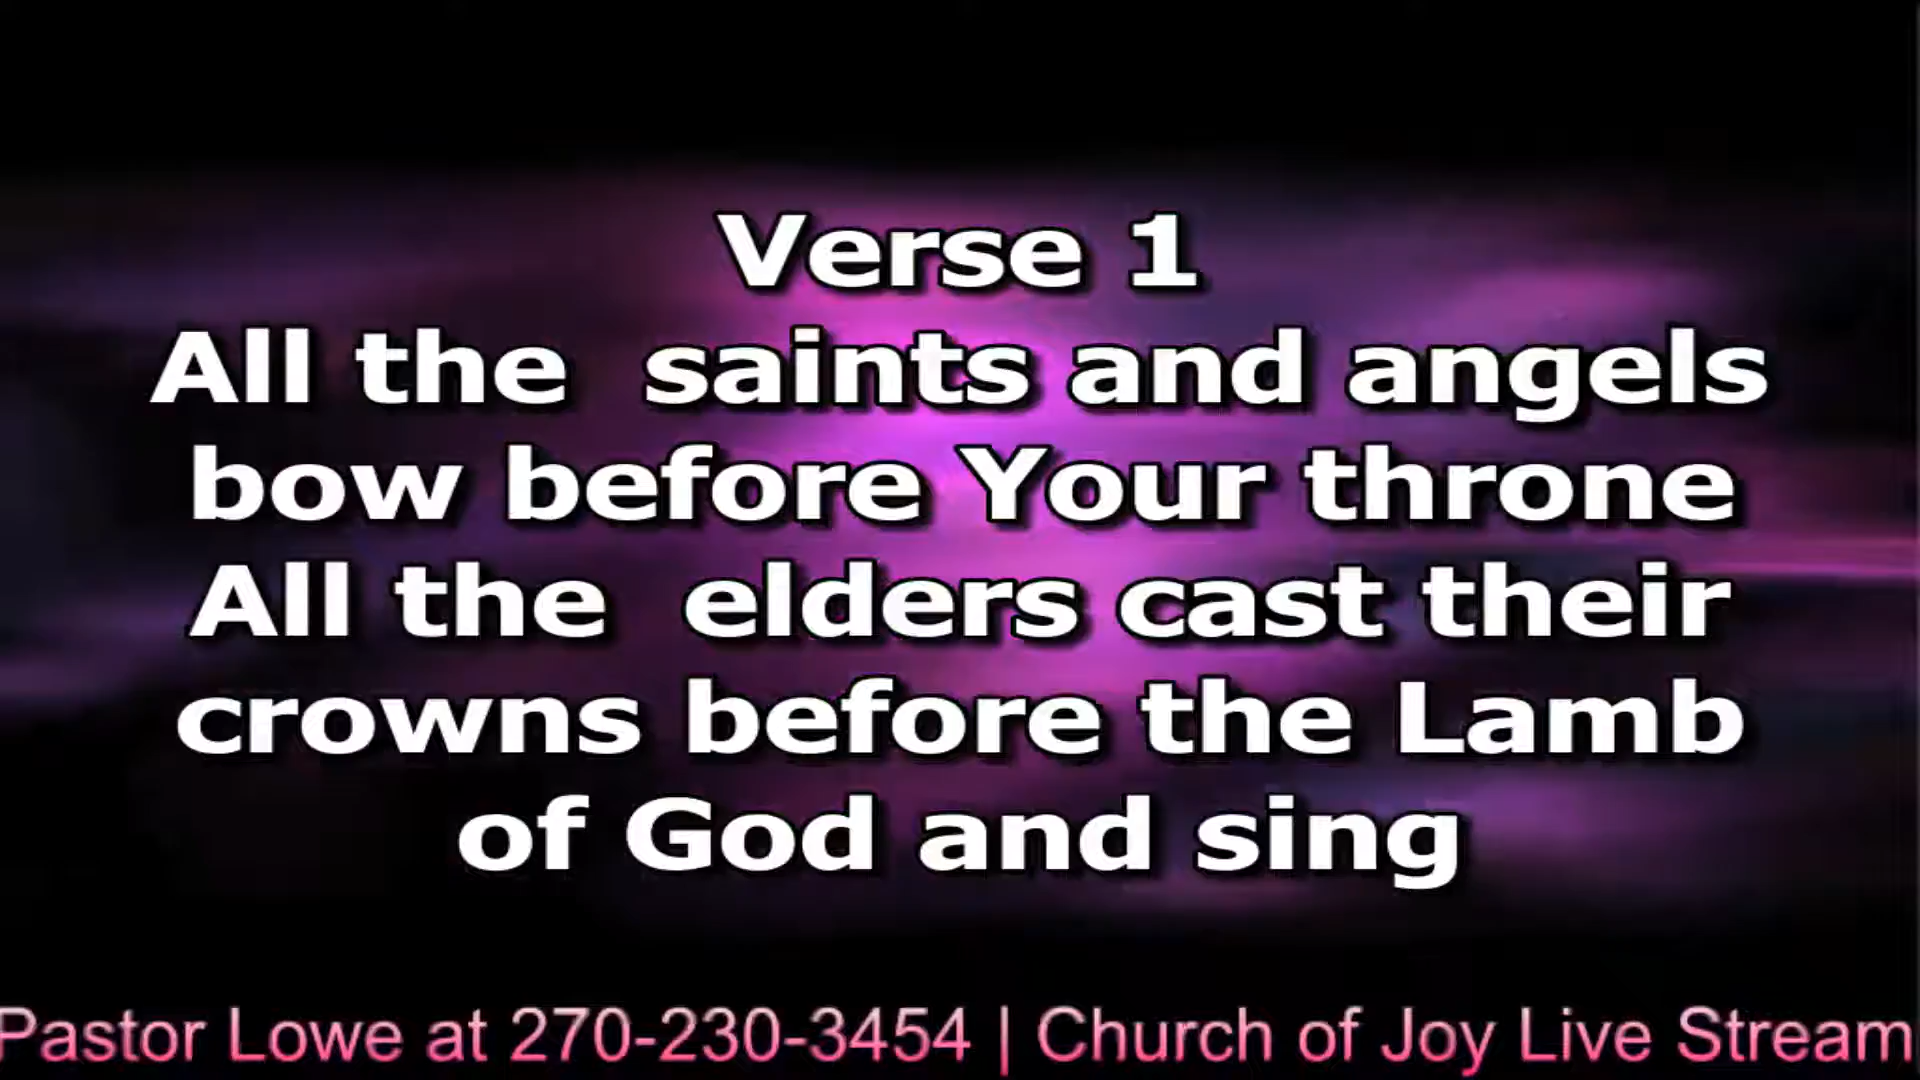 Verse 1
All the  saints and angels
bow before Your throne
All the  elders cast their
crowns before the Lamb
of God and sing
Pastor Lowe at 270-230-3454 | Church of Joy Live Stream